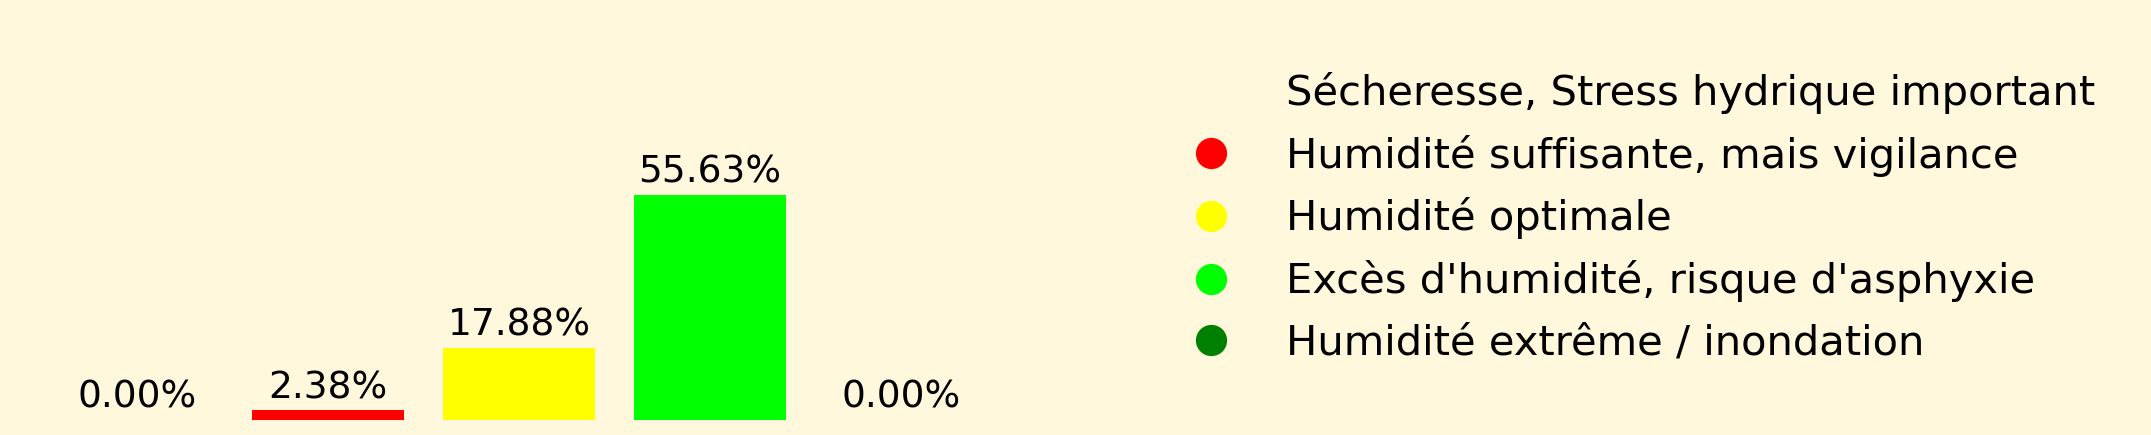 55.63%
17.88%
2.38%
0.00%
0.00%
Sécheresse, Stress hydrique important
Humidité suffisante, mais vigilance
Humidité optimale
Excès d'humidité, risque d'asphyxie
Humidité extrême / inondation